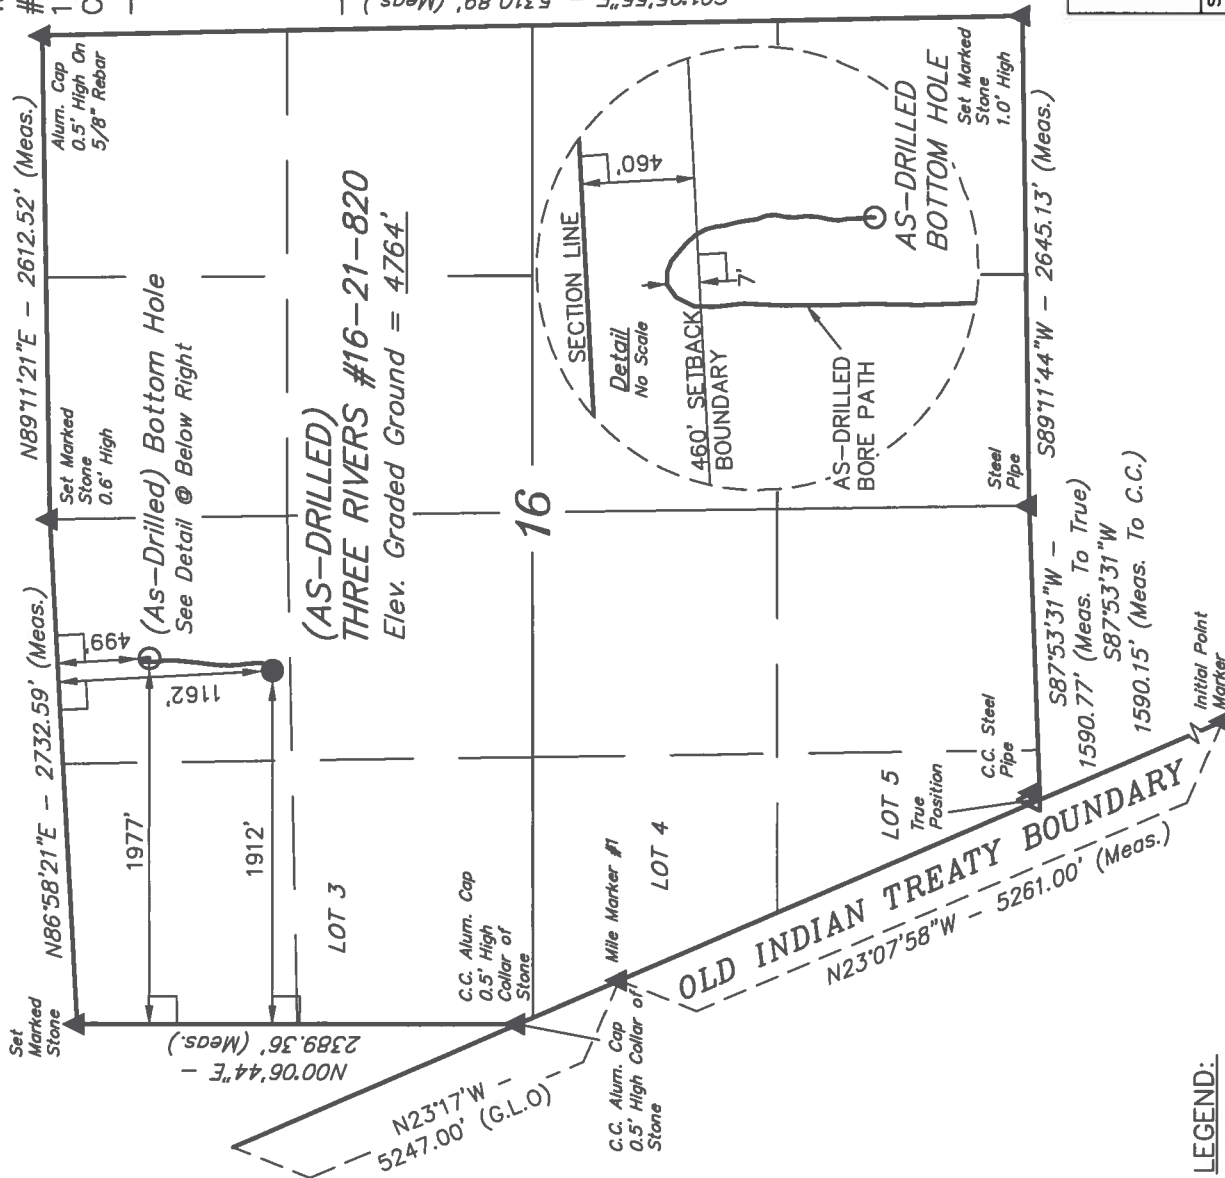 N89°11'21"E - 2612.52' (Meas.)
Alum. Cap
0.5' High On
5/8" Rebar
Set Marked
Stone
0.6' High
N86°58'21"E - 2732.59' (Meas.)
Set
Marked
Stone
(As-Drilled) Bottom Hole
See Detail @ Below Right
499'
1162'
1977'
1912'
(AS-DRILLED)
THREE RIVERS #16-21-820
Elev. Graded Ground = 4764'
S01°05'55"E - 5310.89' (Meas.)
16
LOT 3
LOT 4
LOT 5
N00°06'44"E -
2389.36' (Meas.)
C.C. Alum. Cap
0.5' High
Collar of
Stone
Mile Marker #1
C.C. Alum. Cap
0.5' High Collar of
Stone
N23°17'W -
5247.00' (G.L.O)
OLD INDIAN TREATY BOUNDARY
N23°07'58"W - 5261.00' (Meas.)
True
Position
C.C. Steel
Pipe
Initial Point
Marker
S87°53'31"W -
1590.77' (Meas. To True)
S87°53'31"W
1590.15' (Meas. To C.C.)
Steel
Pipe
S89°11'44"W - 2645.13' (Meas.)
Set Marked
Stone
1.0' High
SECTION LINE
460'
Detail
No Scale
460' SETBACK
BOUNDARY
7'
AS-DRILLED
BORE PATH
AS-DRILLED
BOTTOM HOLE
LEGEND: